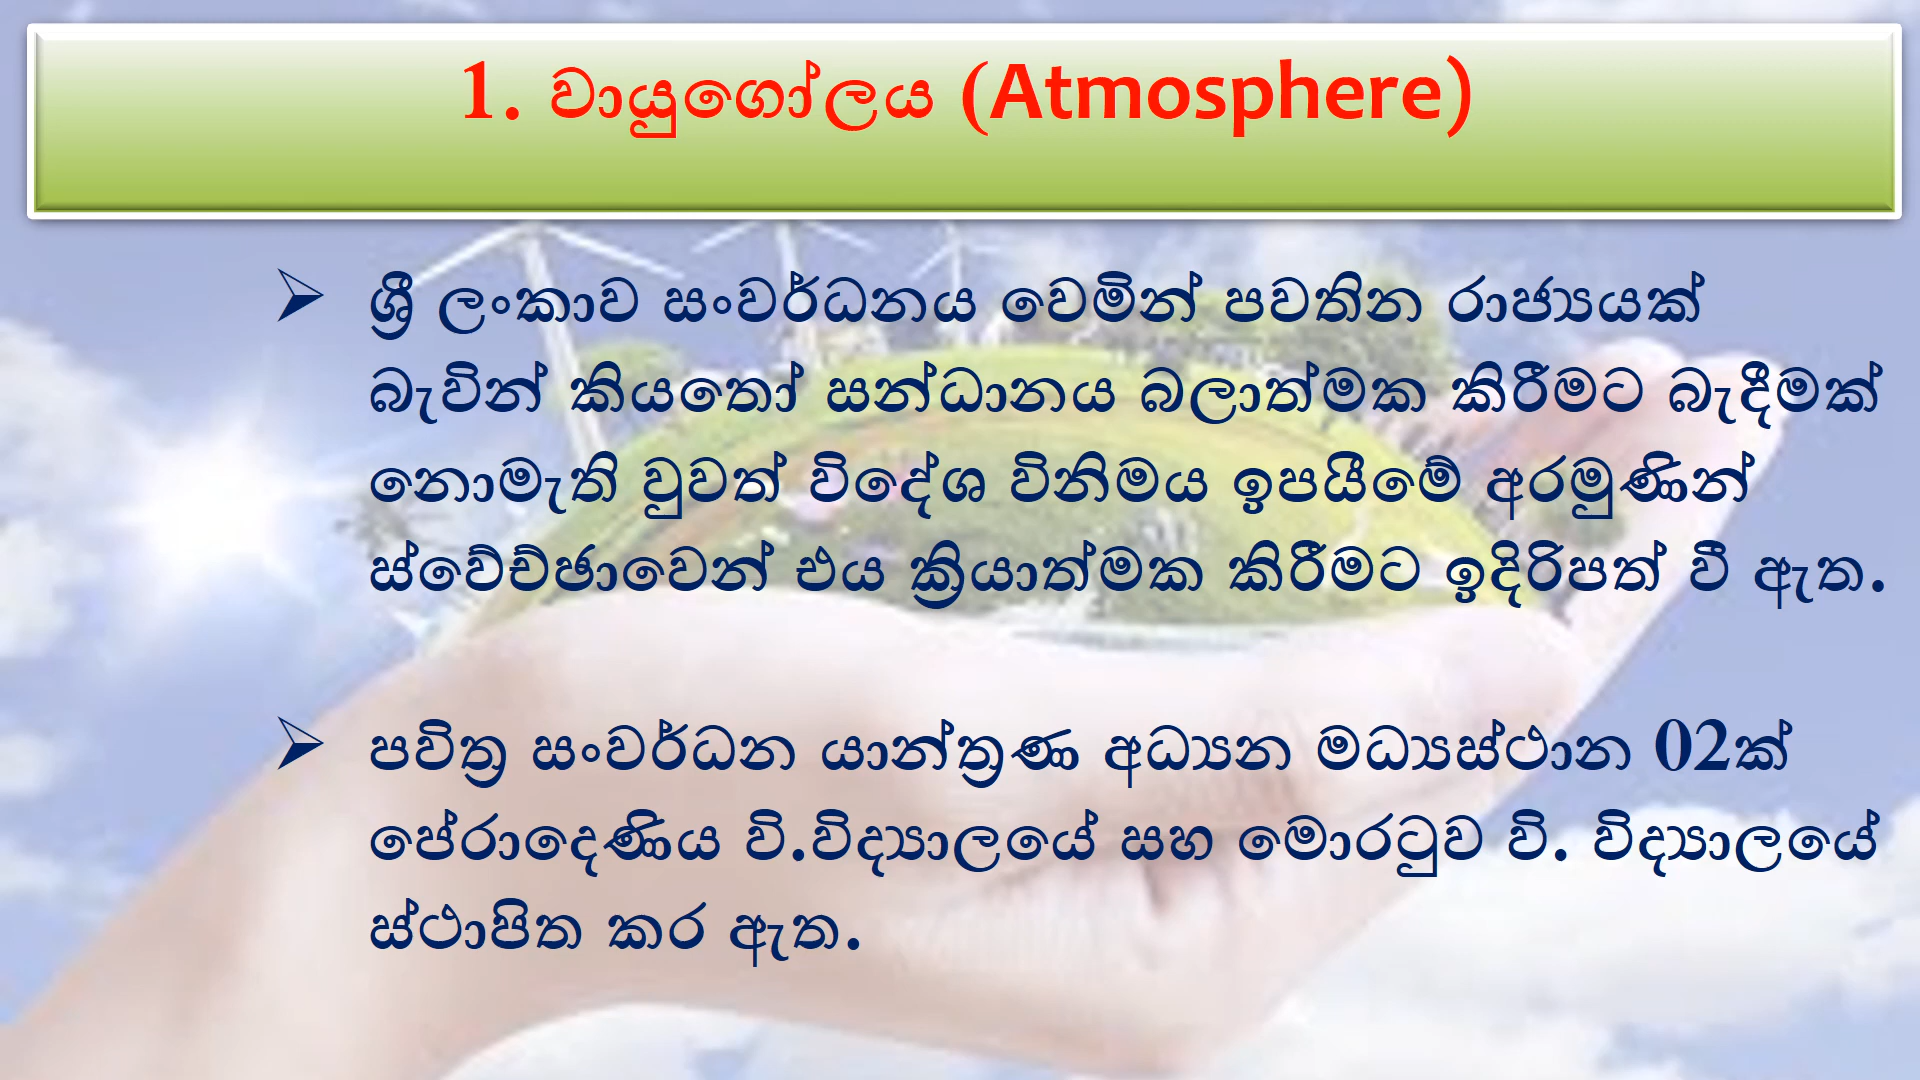 1. වායුගෝලය (Atmosphere)
➢ ශ්‍රී ලංකාව සංවර්ධනය වෙමින් පවතින රාජ්‍යයක්
බැවින් කියතෝ සන්ධානය බලාත්මක කිරීමට බැදීමක්
නොමැති වුවත් විදේශ විනිමය ඉපයීමේ අරමුණින්
ස්වේච්ඡාවෙන් එය ක්‍රියාත්මක කිරීමට ඉදිරිපත් වී ඇත.
➢ පවිත්‍ර සංවර්ධන යාන්ත්‍රණ අධ්‍යන මධ්‍යස්ථාන 02ක්
පේරාදෙණිය වි.විද්‍යාලයේ සහ මොරටුව වි. විද්‍යාලයේ
ස්ථාපිත කර ඇත.